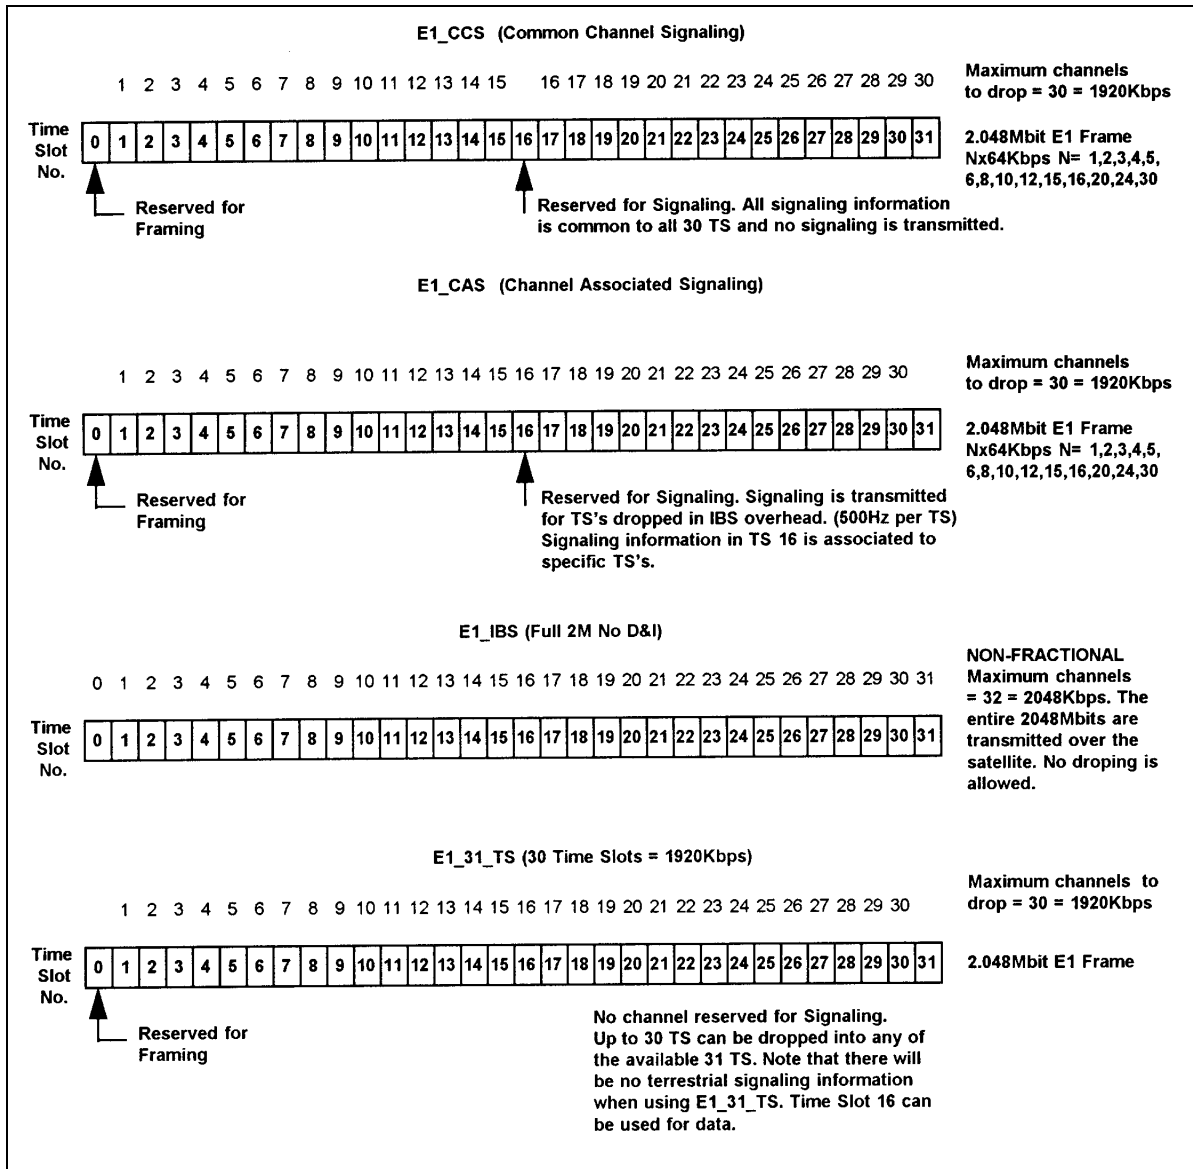 E1_CCS (Common Channel Signaling)
1 2 3 4 5 6 7 8 9 10 11 12 13 14 15 16 17 18 19 20 21 22 23 24 25 26 27 28 29 30
Maximum channels
to drop = 30 = 1920Kbps
Time
Slot
No.
0 1 2 3 4 5 6 7 8 9 10 11 12 13 14 15 16 17 18 19 20 21 22 23 24 25 26 27 28 29 30 31
2.048Mbit E1 Frame
Nx64Kbps N= 1,2,3,4,5,
6,8,10,12,15,16,20,24,30
Reserved for
Framing
Reserved for Signaling. All signaling information
is common to all 30 TS and no signaling is transmitted.
E1_CAS (Channel Associated Signaling)
1 2 3 4 5 6 7 8 9 10 11 12 13 14 15 16 17 18 19 20 21 22 23 24 25 26 27 28 29 30
Maximum channels
to drop = 30 = 1920Kbps
Time
Slot
No.
0 1 2 3 4 5 6 7 8 9 10 11 12 13 14 15 16 17 18 19 20 21 22 23 24 25 26 27 28 29 30 31
2.048Mbit E1 Frame
Nx64Kbps N= 1,2,3,4,5,
6,8,10,12,15,16,20,24,30
Reserved for
Framing
Reserved for Signaling. Signaling is transmitted
for TS's dropped in IBS overhead. (500Hz per TS)
Signaling information in TS 16 is associated to
specific TS's.
E1_IBS (Full 2M No D&I)
0 1 2 3 4 5 6 7 8 9 10 11 12 13 14 15 16 17 18 19 20 21 22 23 24 25 26 27 28 29 30 31
Time
Slot
No.
0 1 2 3 4 5 6 7 8 9 10 11 12 13 14 15 16 17 18 19 20 21 22 23 24 25 26 27 28 29 30 31
NON-FRACTIONAL
Maximum channels
= 32 = 2048Kbps. The
entire 2048Mbits are
transmitted over the
satellite. No droping is
allowed.
E1_31_TS (30 Time Slots = 1920Kbps)
1 2 3 4 5 6 7 8 9 10 11 12 13 14 15 16 17 18 19 20 21 22 23 24 25 26 27 28 29 30
Maximum channels to
drop = 30 = 1920Kbps
Time
Slot
No.
0 1 2 3 4 5 6 7 8 9 10 11 12 13 14 15 16 17 18 19 20 21 22 23 24 25 26 27 28 29 30 31
2.048Mbit E1 Frame
Reserved for
Framing
No channel reserved for Signaling.
Up to 30 TS can be dropped into any of
the available 31 TS. Note that there will
be no terrestrial signaling information
when using E1_31_TS. Time Slot 16 can
be used for data.